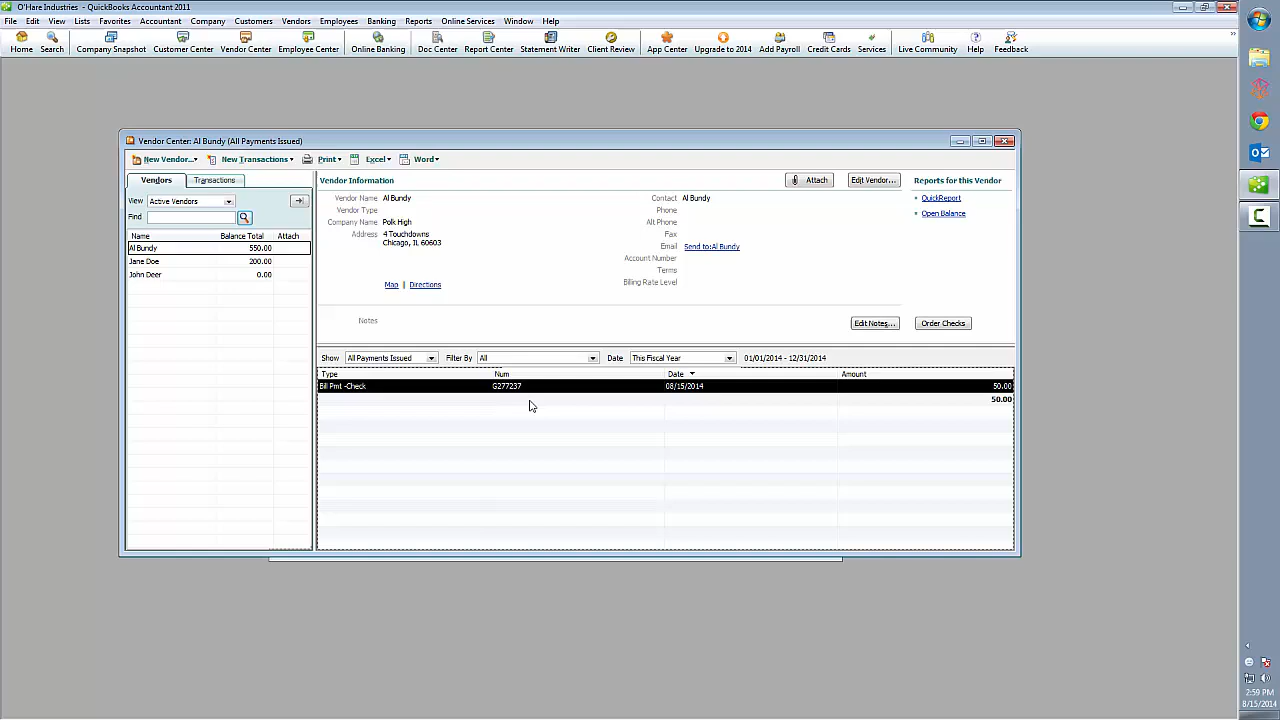 O'Hare Industries - QuickBooks Accountant 2011
File Edit View Lists Favorites Accountant Company Customers Vendors Employees Banking Reports Online Services Window Help
Home Search Company Snapshot Customer Center Vendor Center Employee Center Online Banking Doc Center Report Center Statement Writer Client Review App Center Upgrade to 2014 Add Payroll Credit Cards Services Live Community Help Feedback
Vendor Center: Al Bundy (All Payments Issued)
New Vendor... New Transactions Print Excel Word
Vendors Transactions
View Active Vendors
Find
Name Balance Total Attach
Al Bundy 550.00
Jane Doe 200.00
John Deer 0.00
Vendor Information Attach Edit Vendor... Reports for this Vendor
Vendor Name Al Bundy Contact Al Bundy QuickReport
Vendor Type Phone Open Balance
Company Name Polk High Alt Phone
Address 4 Touchdowns Fax
Chicago, IL 60603 Email Send to:Al Bundy
Account Number
Terms
Map | Directions Billing Rate Level
Notes Edit Notes... Order Checks
Show All Payments Issued Filter By All Date This Fiscal Year 01/01/2014 - 12/31/2014
Type Num Date Amount
Bill Pmt -Check G277237 08/15/2014 50.00
50.00
2:59 PM
8/15/2014